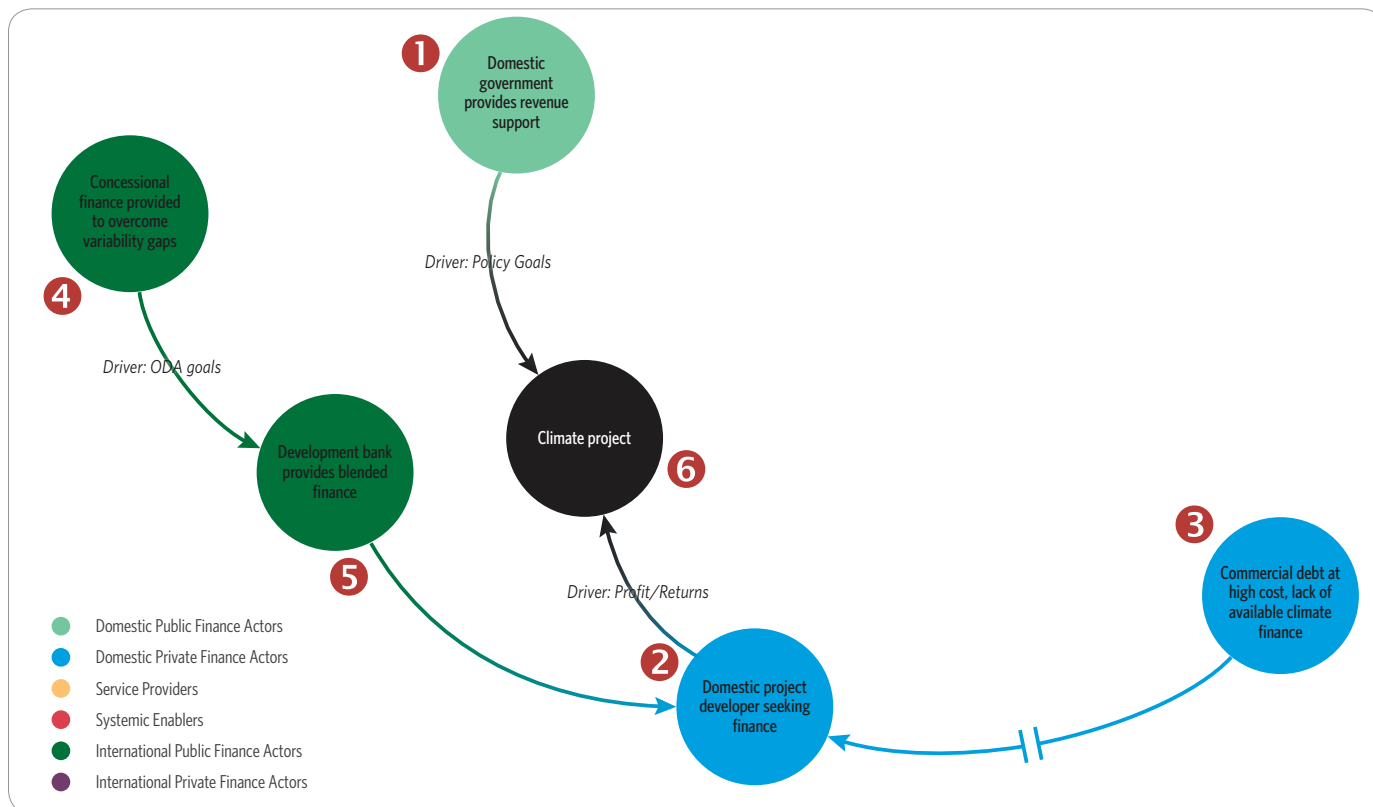 1
Domestic
government
provides revenue
support
4
Concessional
finance provided
to overcome
variability gaps
Driver: Policy Goals
Driver: ODA goals
Development bank
provides blended
finance
5
Climate project
6
3
Commercial debt at
high cost, lack of
available climate
finance
Driver: Profit/Returns
2
Domestic project
developer seeking
finance
Domestic Public Finance Actors
Domestic Private Finance Actors
Service Providers
Systemic Enablers
International Public Finance Actors
International Private Finance Actors